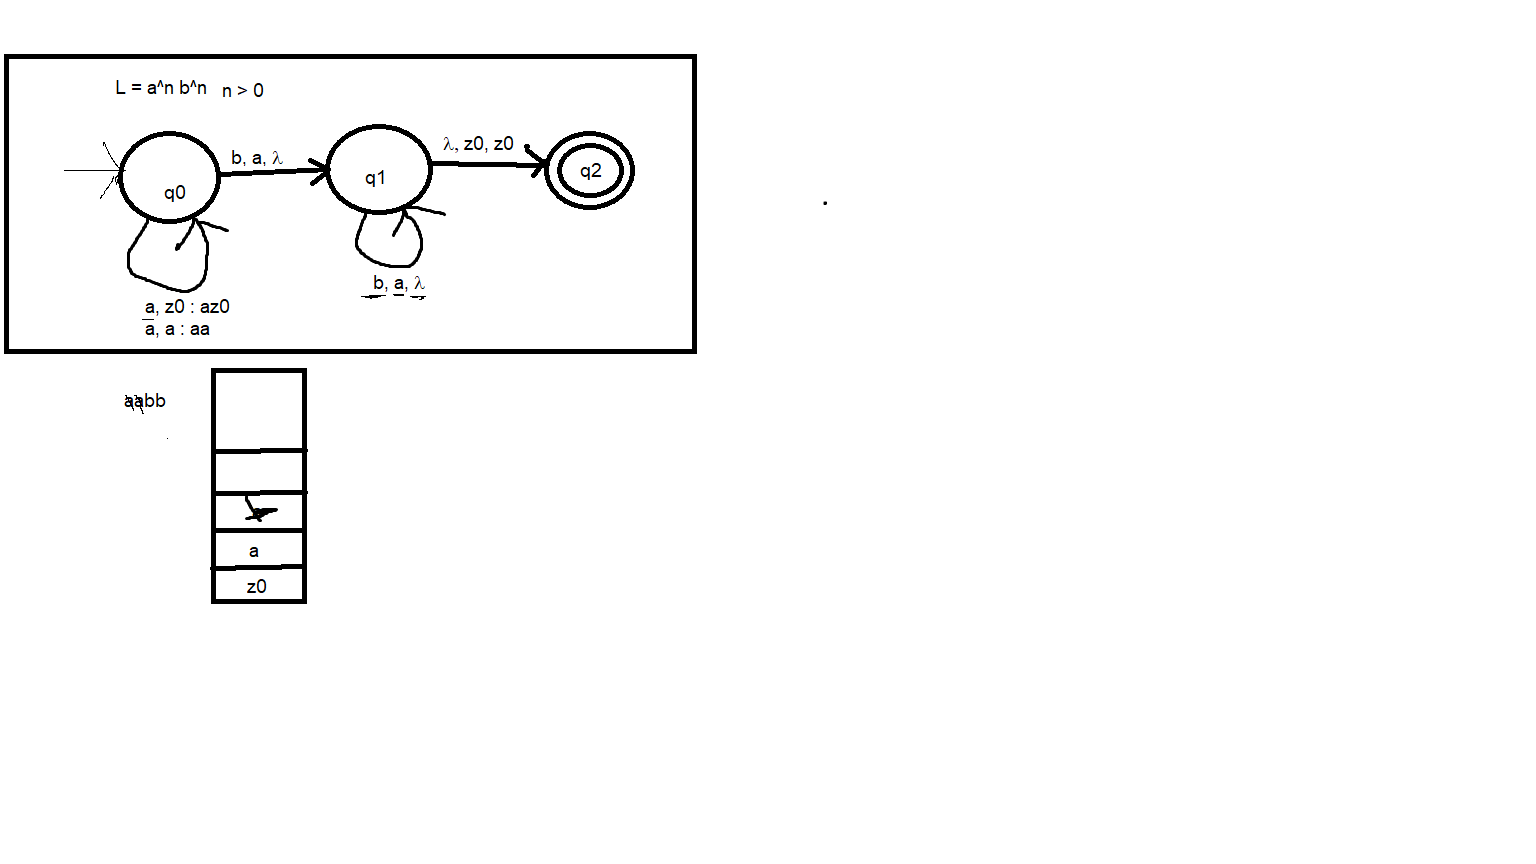 L = a^n b^n n > 0
b, a, λ
λ, z0, z0
q0
q1
q2
b, a, λ
a, z0 : az0
a, a : aa
aabb
a
z0